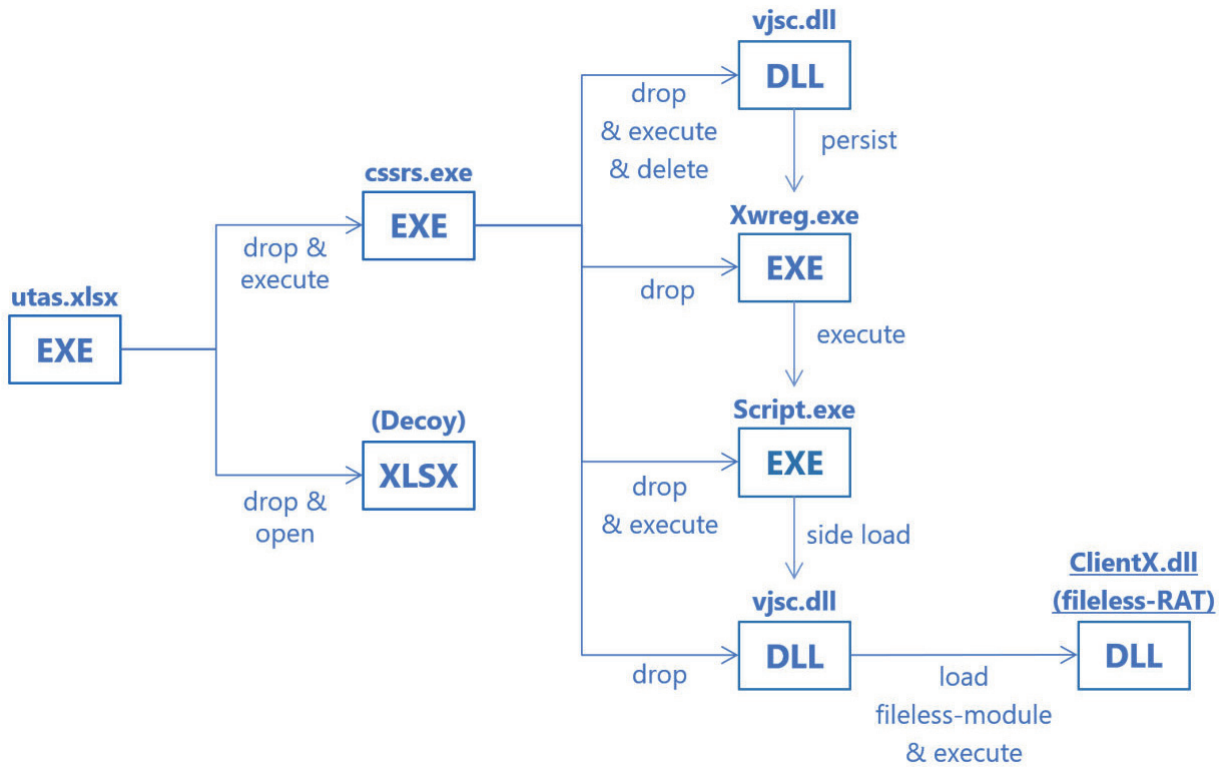 vjsc.dll
DLL
drop
& execute
& delete
persist
cssrs.exe
EXE
drop &
execute
Xwreg.exe
EXE
drop
execute
utas.xlsx
EXE
(Decoy)
XLSX
drop &
open
Script.exe
EXE
drop
& execute
side load
vjsc.dll
DLL
drop
load
fileless-module
& execute
ClientX.dll
(fileless-RAT)
DLL